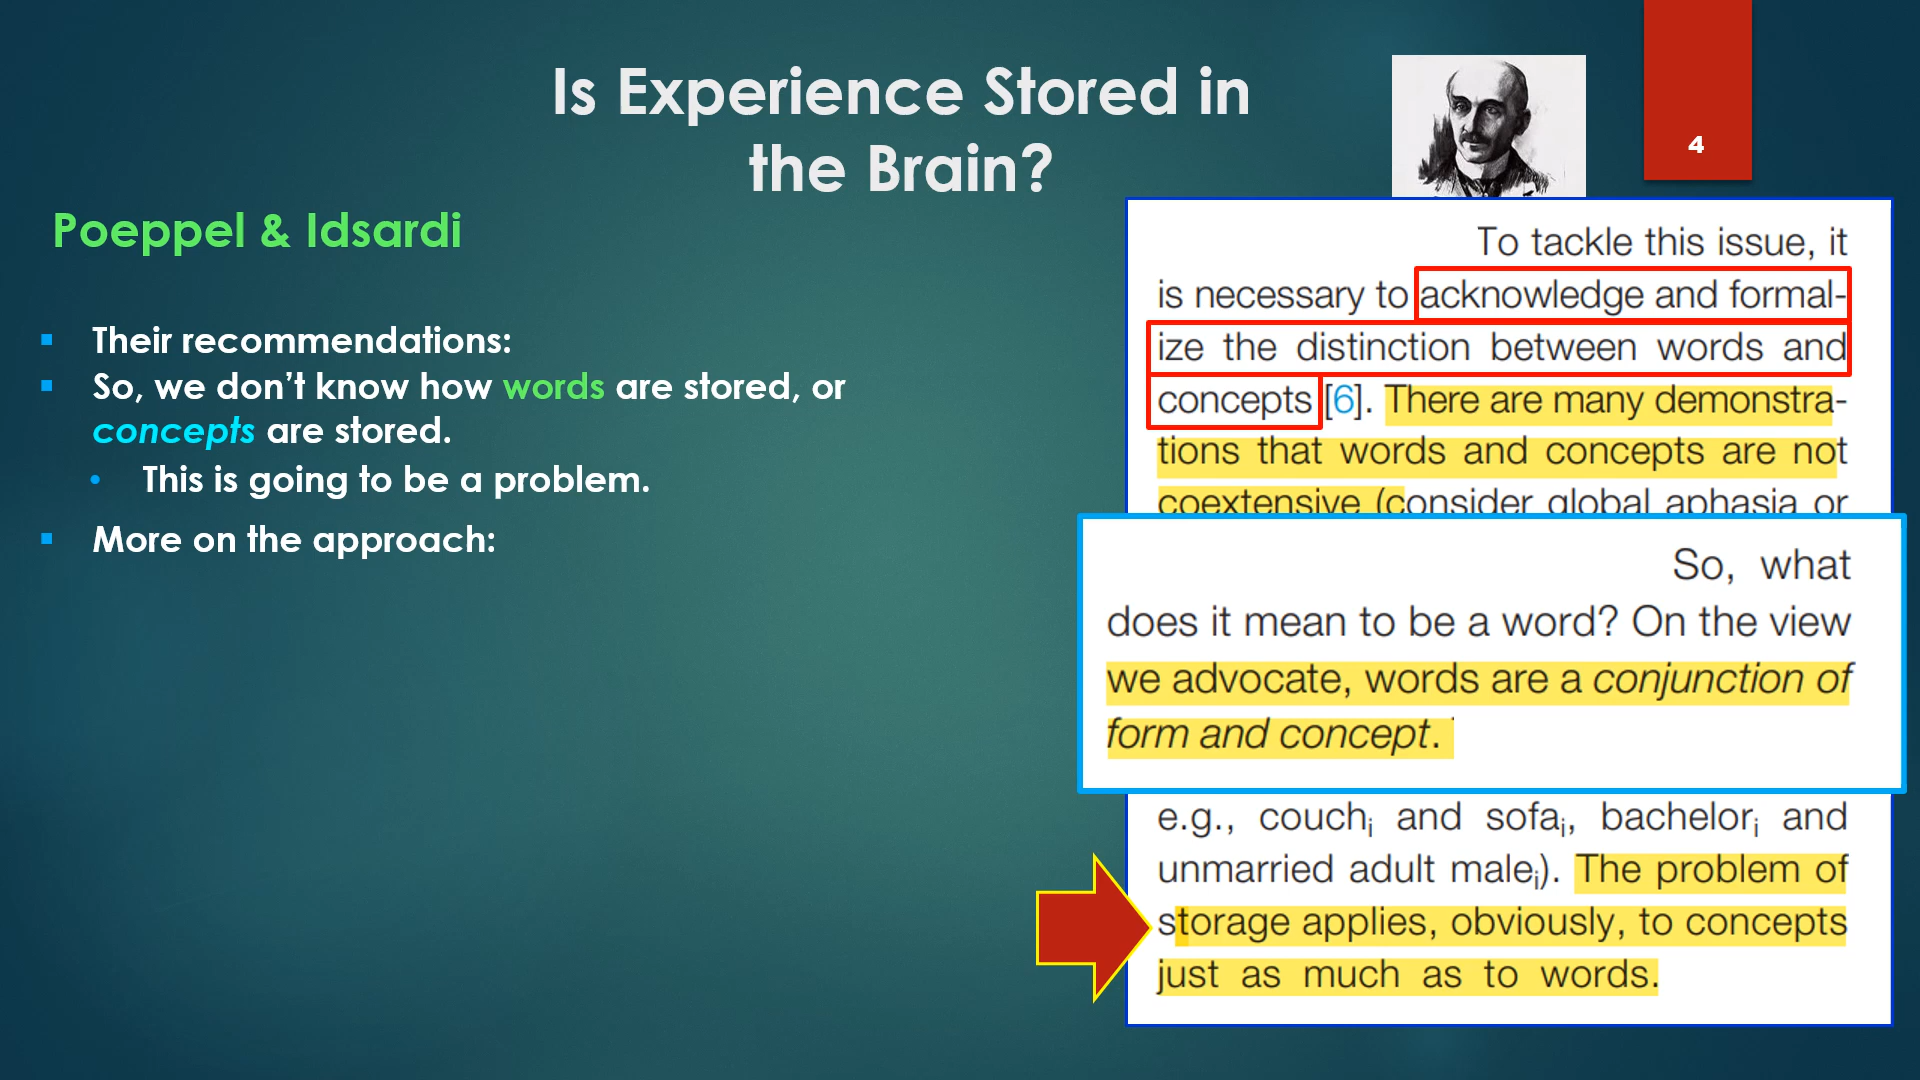 Is Experience Stored in
the Brain?
4
Poeppel & Idsardi
Their recommendations:
So, we don’t know how words are stored, or
concepts are stored.
This is going to be a problem.
More on the approach:
To tackle this issue, it
is necessary to acknowledge and formal-
ize the distinction between words and
concepts [6]. There are many demonstra-
tions that words and concepts are not
coextensive (consider global aphasia or
So, what
does it mean to be a word? On the view
we advocate, words are a conjunction of
form and concept.
e.g., couchi and sofai, bachelori and
unmarried adult malei). The problem of
storage applies, obviously, to concepts
just as much as to words.